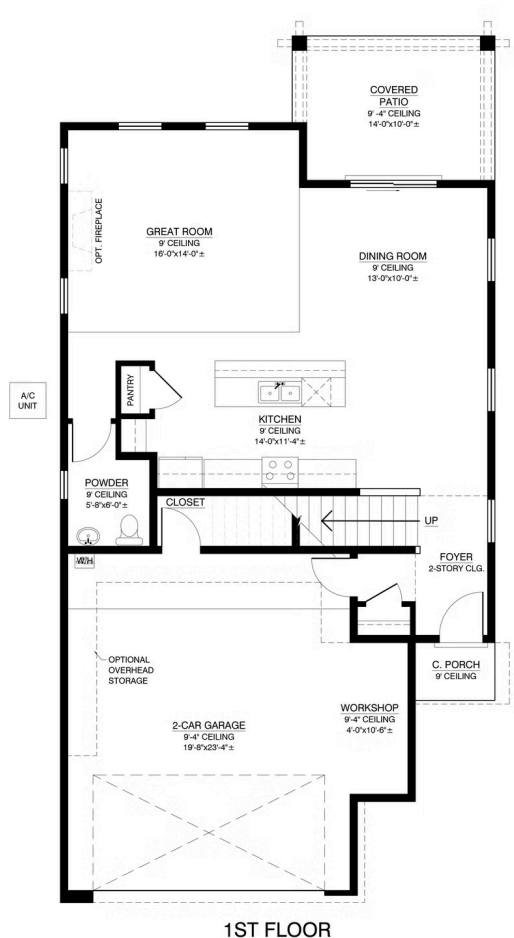 COVERED
PATIO
9'-4" CEILING
14'-0"x10'-0"±
GREAT ROOM
9' CEILING
16'-0"x14'-0"±
OPT. FIREPLACE
DINING ROOM
9' CEILING
13'-0"x10'-0"±
A/C
UNIT
PANTRY
KITCHEN
9' CEILING
14'-0"x11'-4"±
POWDER
9' CEILING
5'-8"x6'-0"±
CLOSET
UP
FOYER
2-STORY CLG.
W/H
C. PORCH
9' CEILING
OPTIONAL
OVERHEAD
STORAGE
2-CAR GARAGE
9'-4" CEILING
19'-8"x23'-4"±
WORKSHOP
9'-4" CEILING
4'-0"x10'-6"±
1ST FLOOR